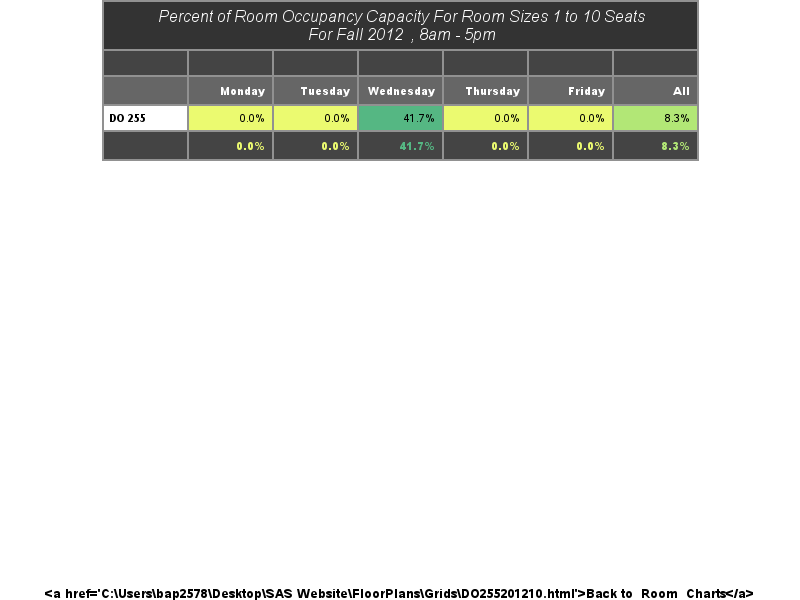 Percent of Room Occupancy Capacity For Room Sizes 1 to 10 Seats
For Fall 2012 , 8am - 5pm
Monday Tuesday Wednesday Thursday Friday All
DO 255 0.0% 0.0% 41.7% 0.0% 0.0% 8.3%
0.0% 0.0% 41.7% 0.0% 0.0% 8.3%
<a href='C:\Users\bap2578\Desktop\SAS Website\FloorPlans\Grids\DO255201210.html'>Back to Room Charts</a>